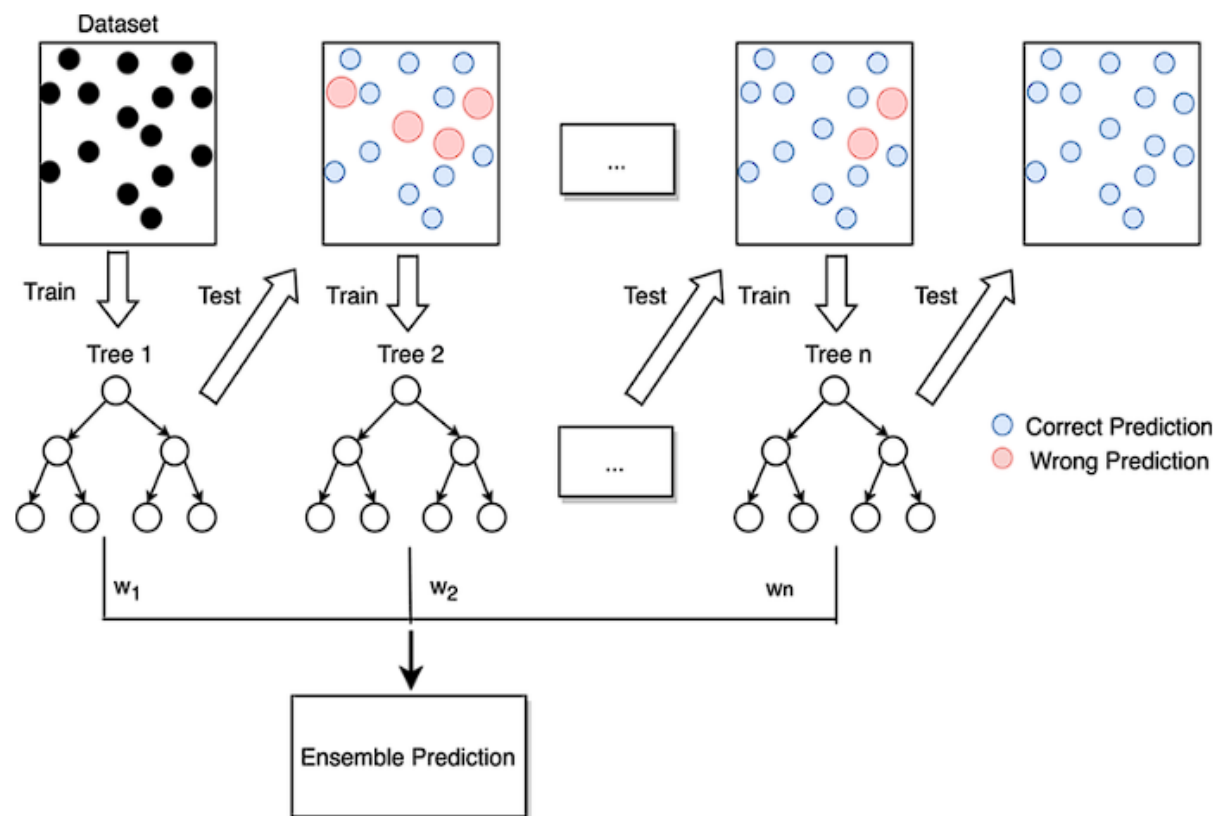 Dataset
...
Train
Test
Train
Test
Train
Test
Tree 1
Tree 2
Tree n
Correct Prediction
Wrong Prediction
...
w1
w2
wn
Ensemble Prediction